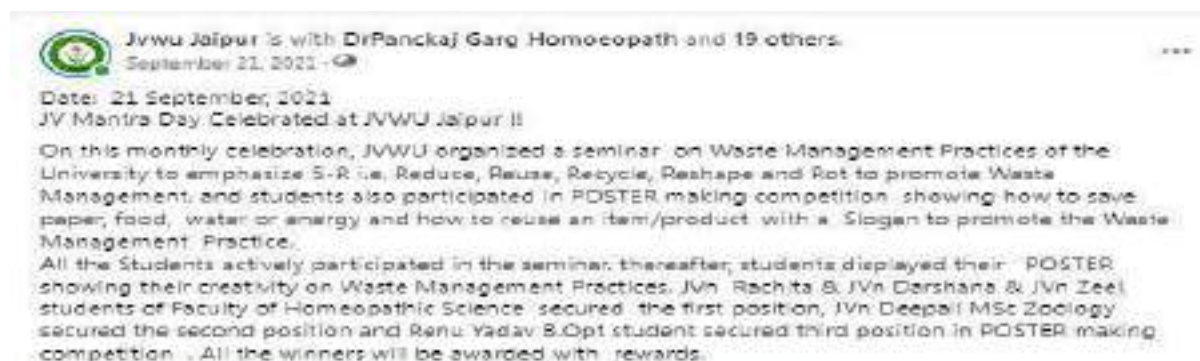 Jvwu Jaipur is with DrPanckaj Garg Homoeopath and 19 others.
September 21, 2021
Date: 21 September, 2021
JV Mantra Day Celebrated at JVWU Jaipur !!
On this monthly celebration, JVWU organized a seminar on Waste Management Practices of the
University to emphasize 5-R i.e. Reduce, Reuse, Recycle, Reshape and Rot to promote Waste
Management. and students also participated in POSTER making competition showing how to save
paper, food, water or energy and how to reuse an item/product with a Slogan to promote the Waste
Management Practice.
All the Students actively participated in the seminar. thereafter, students displayed their POSTER
showing their creativity on Waste Management Practices. JVn Rachita & JVn Darshana & JVn Zeel
students of Faculty of Homeopathic Science secured the first position, JVn Deepali MSc Zoology
secured the second position and Renu Yadav B.Opt student secured third position in POSTER making
competition . All the winners will be awarded with rewards.